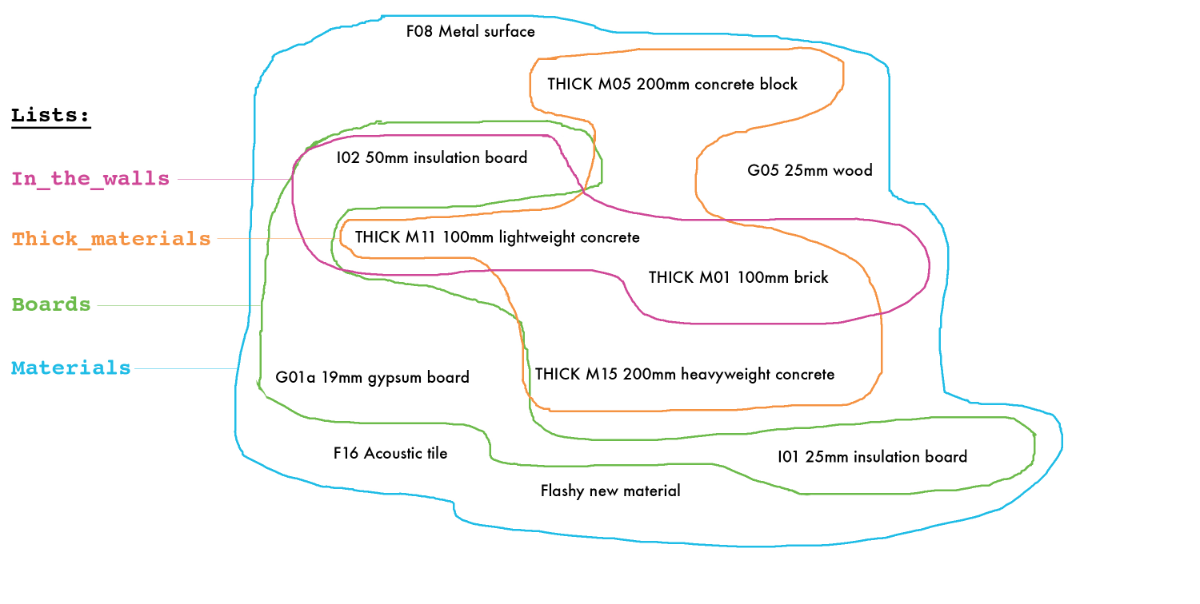 F08 Metal surface
THICK M05 200mm concrete block
Lists:
I02 50mm insulation board
G05 25mm wood
In_the_walls
Thick_materials
THICK M11 100mm lightweight concrete
THICK M01 100mm brick
Boards
Materials
G01a 19mm gypsum board
THICK M15 200mm heavyweight concrete
F16 Acoustic tile
I01 25mm insulation board
Flashy new material